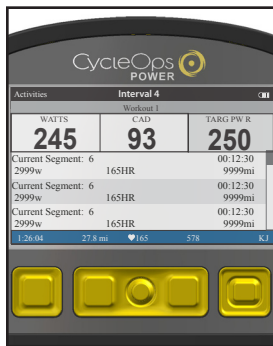 CycleOps
POWER
Activities Interval 4
Workout 1
WATTS CAD TARG PW R
245 93 250
Current Segment: 6 00:12:30
2999w 165HR 9999mi
Current Segment: 6 00:12:30
2999w 165HR 9999mi
Current Segment: 6 00:12:30
2999w 165HR 9999mi
1:26:04 27.8 mi 165 578 KJ